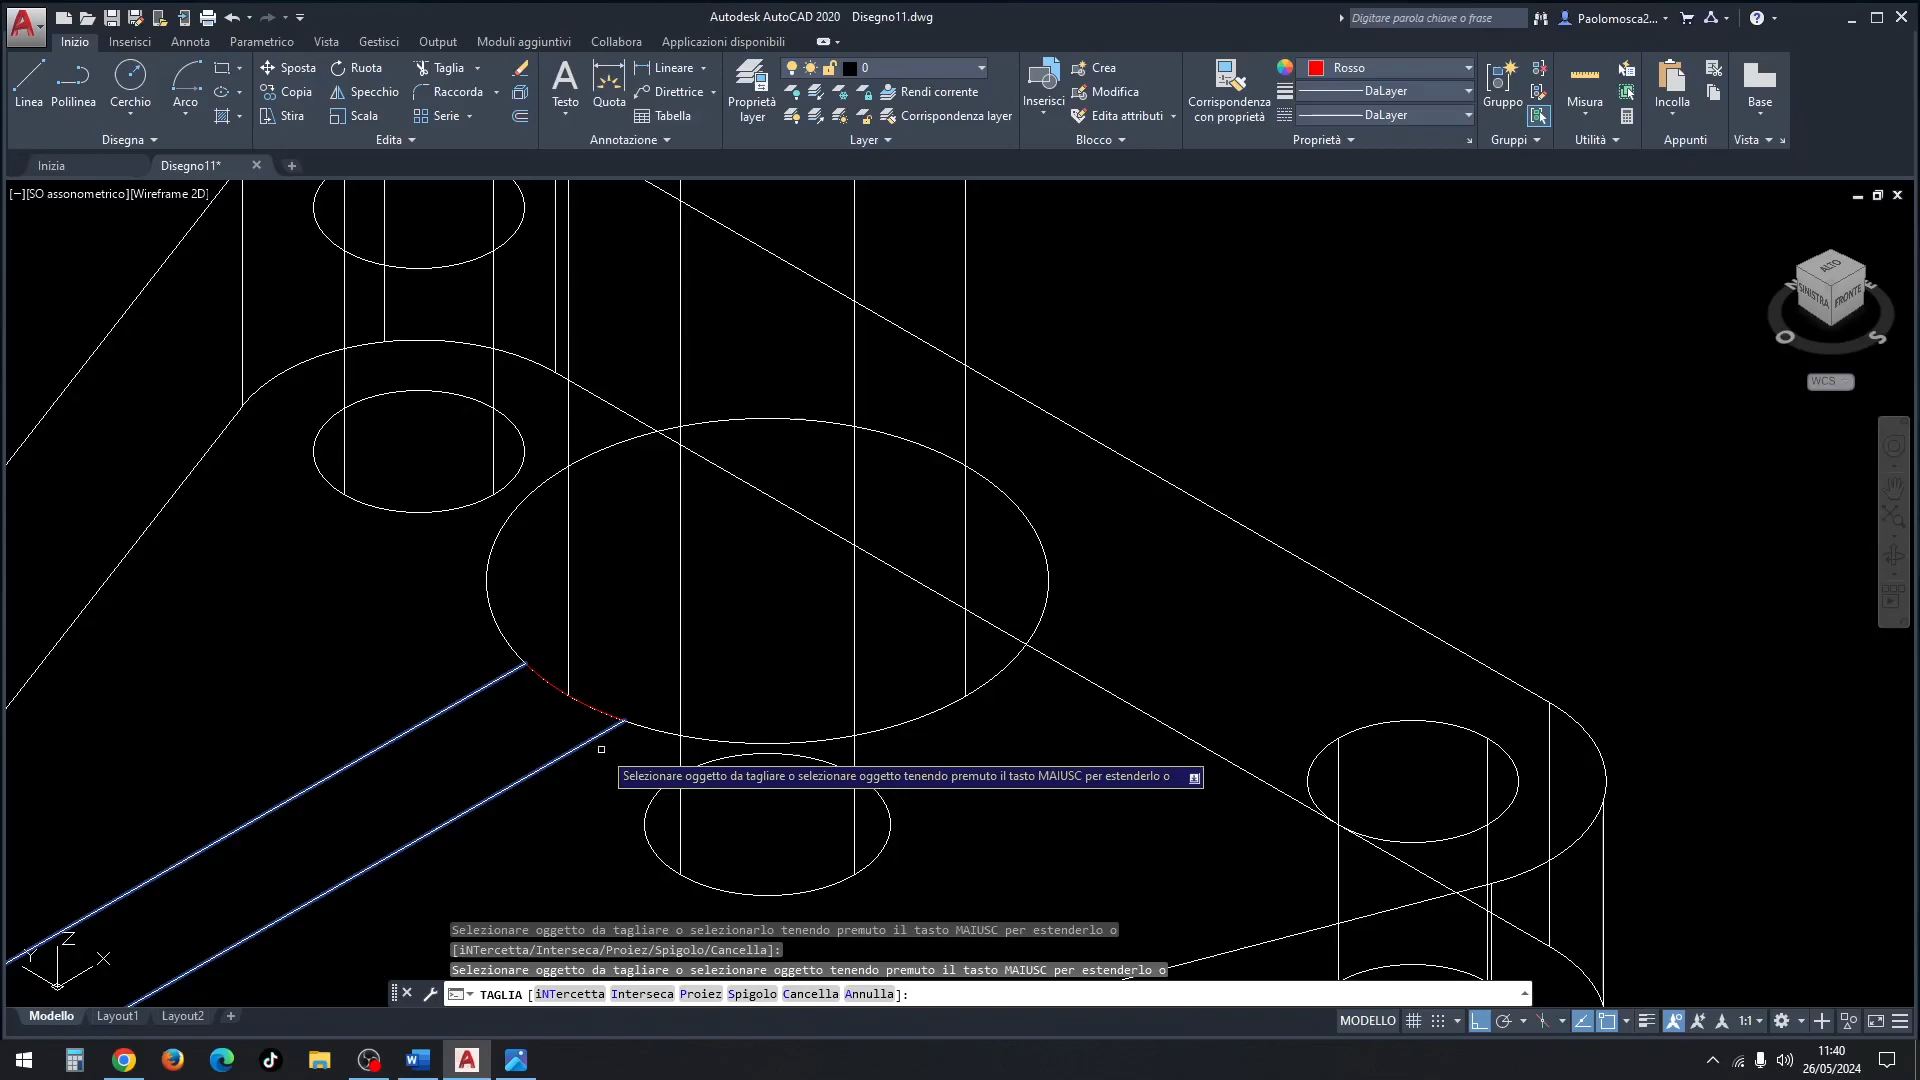 Autodesk AutoCAD 2020 Disegno11.dwg
Digitare parola chiave o frase
Paolomosca2...
Inizio Inserisci Annota Parametrico Vista Gestisci Output Moduli aggiuntivi Collabora Applicazioni disponibili
Linea Polilinea Cerchio Arco
Sposta Ruota Taglia
Copia Specchio Raccorda
Stira Scala Serie
Testo Quota
Lineare
Direttrice
Tabella
Proprietà layer
0
Rendi corrente
Corrispondenza layer
Inserisci
Crea
Modifica
Edita attributi
Corrispondenza con proprietà
Rosso
DaLayer
DaLayer
Gruppo
Misura
Incolla
Base
Disegna Edita Annotazione Layer Blocco Proprietà Gruppi Utilità Appunti Vista
Inizia Disegno11*
[−][SO assonometrico][Wireframe 2D]
ALTO
SINISTRA FRONTE
N E
O S
WCS
Selezionare oggetto da tagliare o selezionare oggetto tenendo premuto il tasto MAIUSC per estenderlo o
Z
Y X
Selezionare oggetto da tagliare o selezionarlo tenendo premuto il tasto MAIUSC per estenderlo o
[iNTercetta/Interseca/Proiez/Spigolo/Cancella]:
Selezionare oggetto da tagliare o selezionare oggetto tenendo premuto il tasto MAIUSC per estenderlo o
TAGLIA [iNTercetta Interseca Proiez Spigolo Cancella Annulla]:
Modello Layout1 Layout2 +
MODELLO 1:1
11:40
26/05/2024